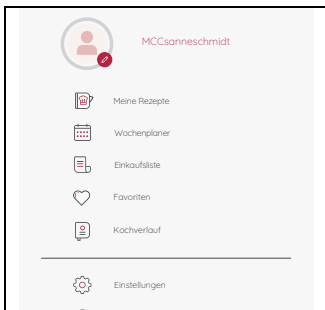 MCCsanneschmidt
Meine Rezepte
Wochenplaner
Einkaufsliste
Favoriten
Kochverlauf
Einstellungen